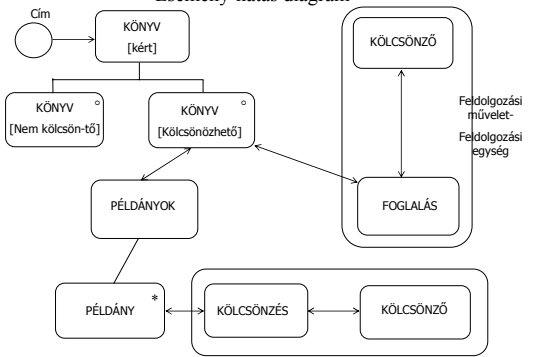 Esemény-hatás diagram
Cím
KÖNYV
[kért]
KÖLCSÖNZŐ
KÖNYV
[Nem kölcsön-tő]
KÖNYV
[Kölcsönözhető]
Feldolgozási
művelet-
Feldolgozási
egység
PÉLDÁNYOK
FOGLALÁS
PÉLDÁNY
*
KÖLCSÖNZÉS
KÖLCSÖNZŐ